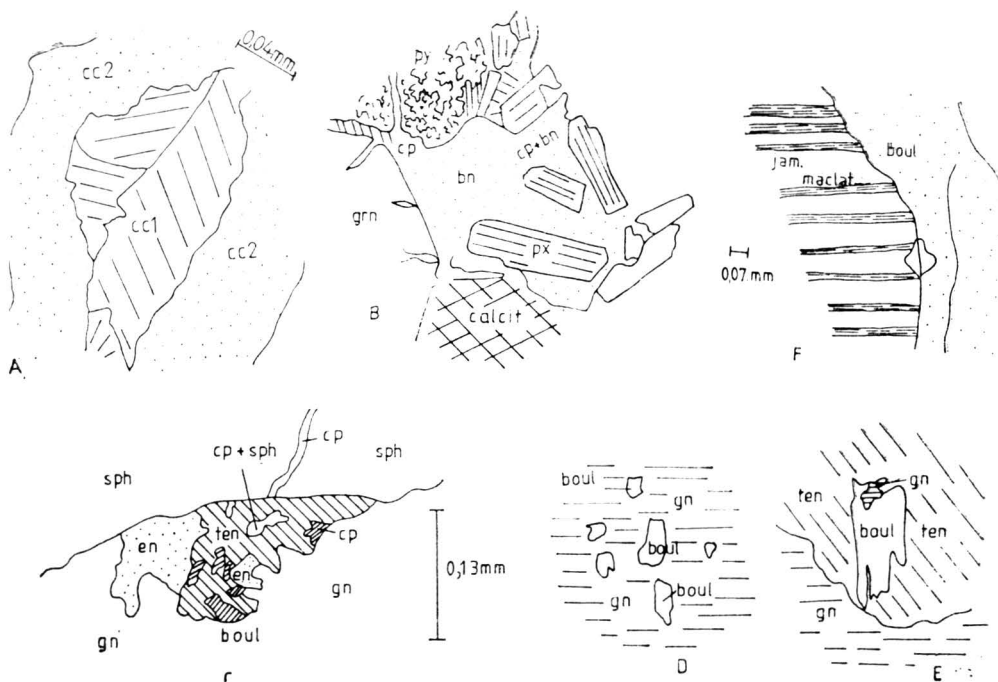 0,04mm
cc2
cc1
cc2
A
py
cp
cp+bn
bn
grn
px
B
calcit
Boul
jam.
maclat
0,07 mm
F
cp
cp + sph
sph
sph
ten
cp
en
en
0,13mm
gn
gn
boul
C
boul
gn
boul
gn
boul
D
gn
ten
boul
ten
gn
E